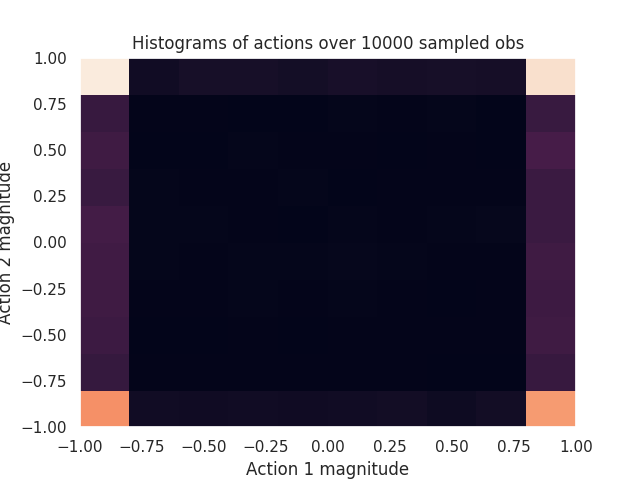 Histograms of actions over 10000 sampled obs
1.00
0.75
0.50
0.25
0.00
−0.25
−0.50
−0.75
−1.00
Action 2 magnitude
−1.00 −0.75 −0.50 −0.25 0.00 0.25 0.50 0.75 1.00
Action 1 magnitude